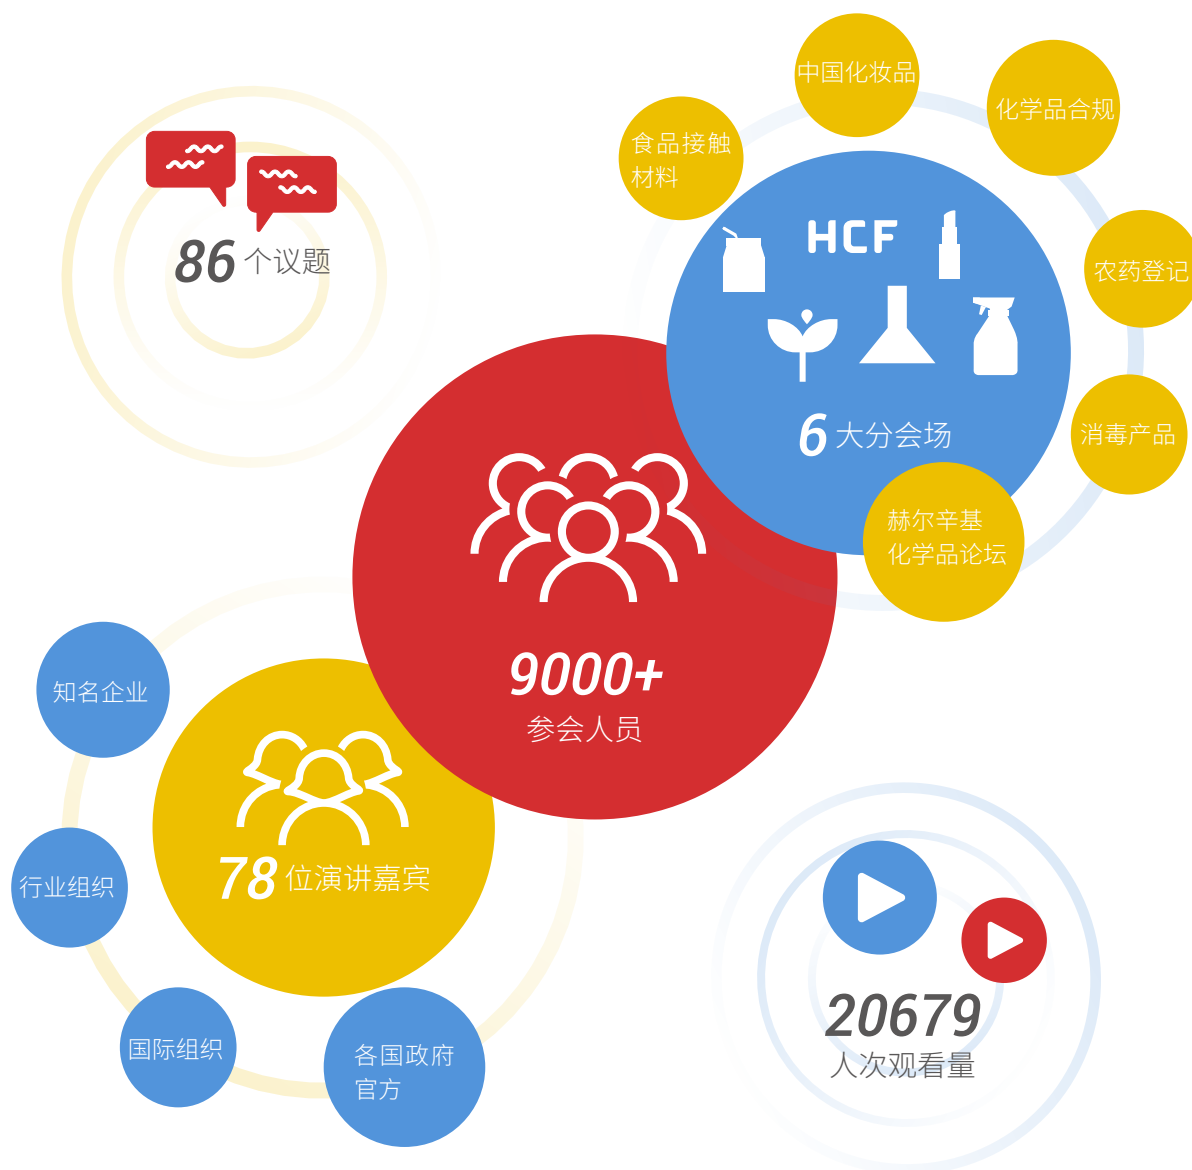 中国化妆品
化学品合规
食品接触
材料
HCF
86 个议题
农药登记
6 大分会场
消毒产品
赫尔辛基
化学品论坛
9000+
参会人员
知名企业
78 位演讲嘉宾
行业组织
国际组织
各国政府
官方
20679
人次观看量